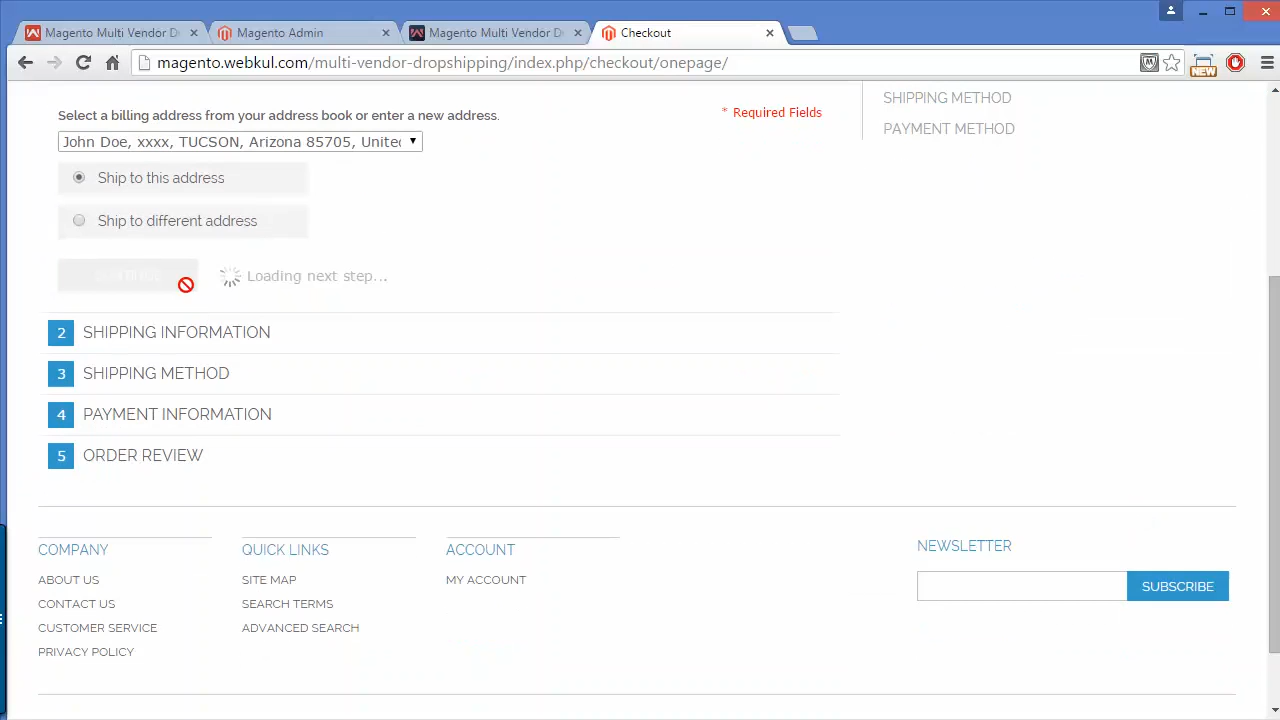 Magento Multi Vendor D
Magento Admin
Magento Multi Vendor D
Checkout
magento.webkul.com/multi-vendor-dropshipping/index.php/checkout/onepage/
NEW
SHIPPING METHOD
Select a billing address from your address book or enter a new address.
* Required Fields
PAYMENT METHOD
John Doe, xxxx, TUCSON, Arizona 85705, United
Ship to this address
Ship to different address
CONTINUE
Loading next step...
2 SHIPPING INFORMATION
3 SHIPPING METHOD
4 PAYMENT INFORMATION
5 ORDER REVIEW
COMPANY
ABOUT US
CONTACT US
CUSTOMER SERVICE
PRIVACY POLICY
QUICK LINKS
SITE MAP
SEARCH TERMS
ADVANCED SEARCH
ACCOUNT
MY ACCOUNT
NEWSLETTER
SUBSCRIBE